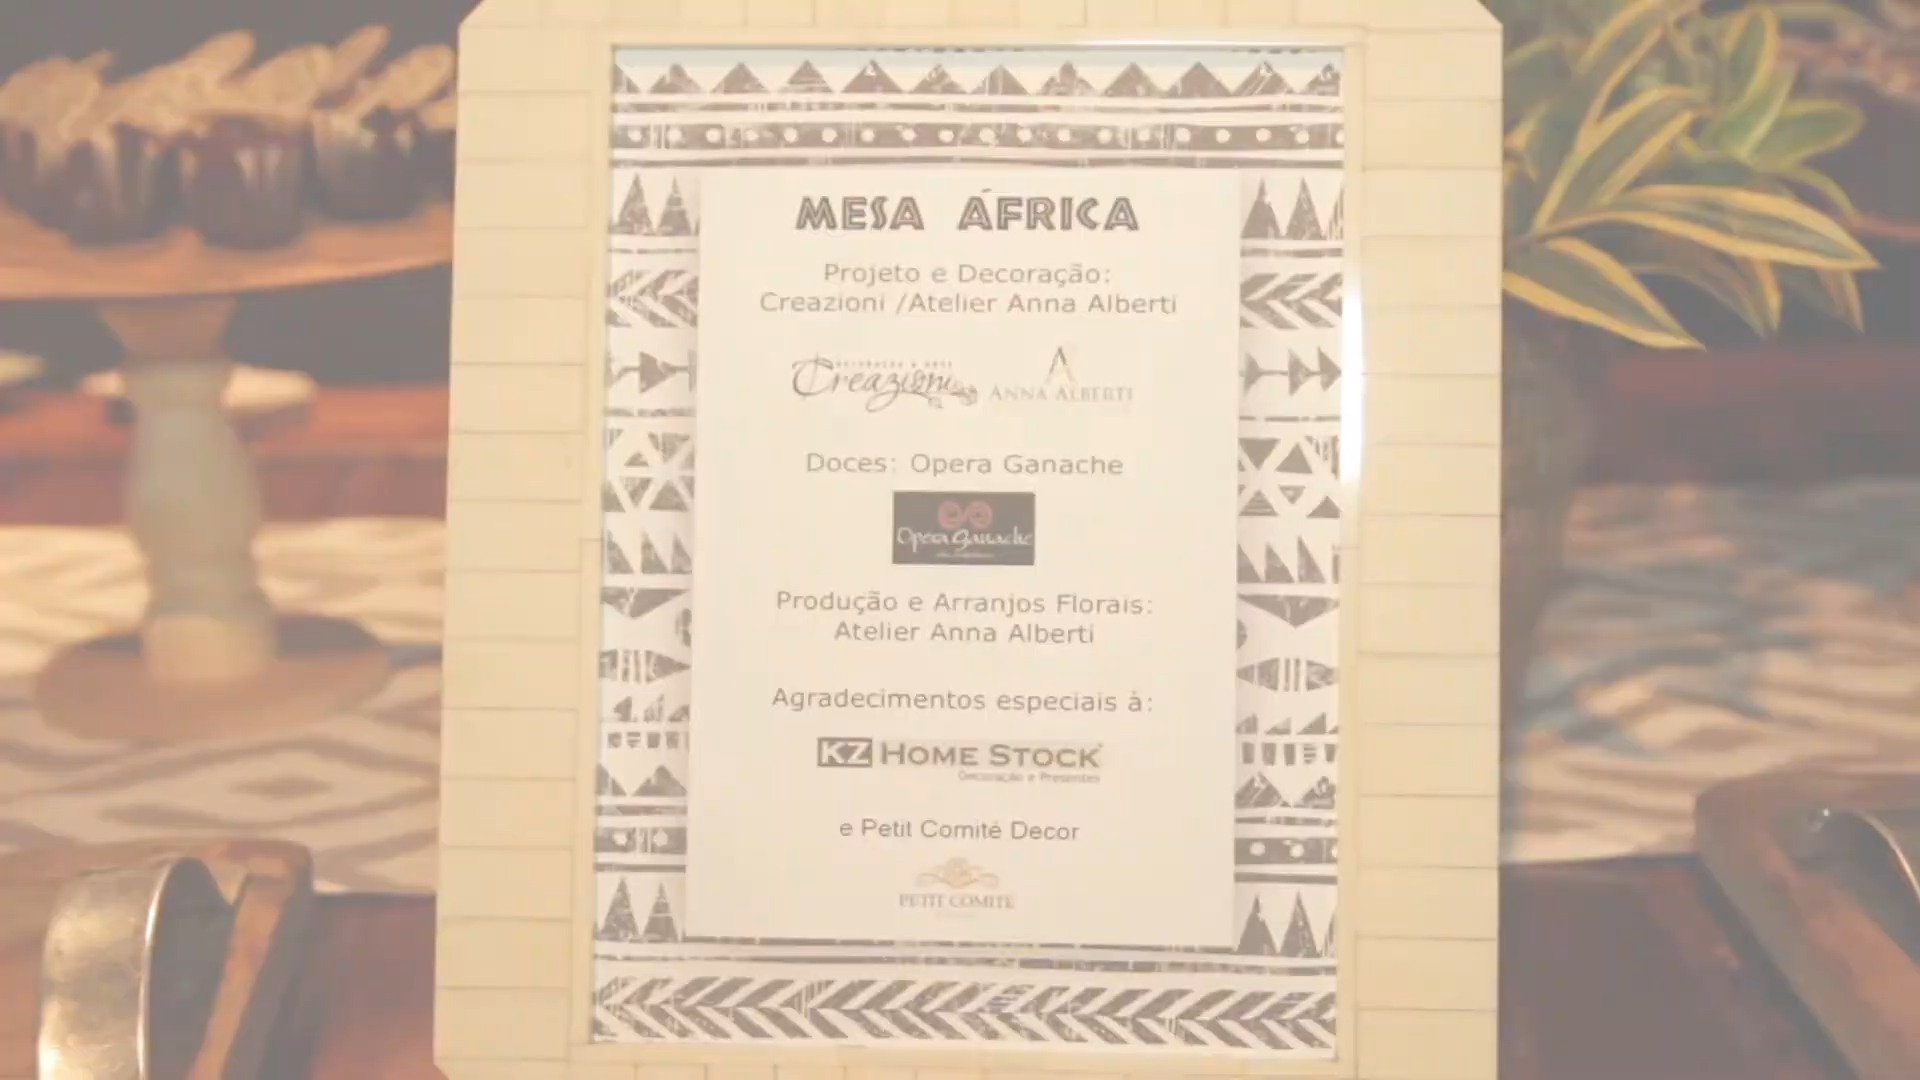 MESA ÁFRICA
Projeto e Decoração:
Creazioni /Atelier Anna Alberti
Creazioni
ANNA ALBERTI
Doces: Opera Ganache
Opera Ganache
Produção e Arranjos Florais:
Atelier Anna Alberti
Agradecimentos especiais à:
KZ HOME STOCK
Decoração e Presentes
e Petit Comitê Decor
PETIT COMITE